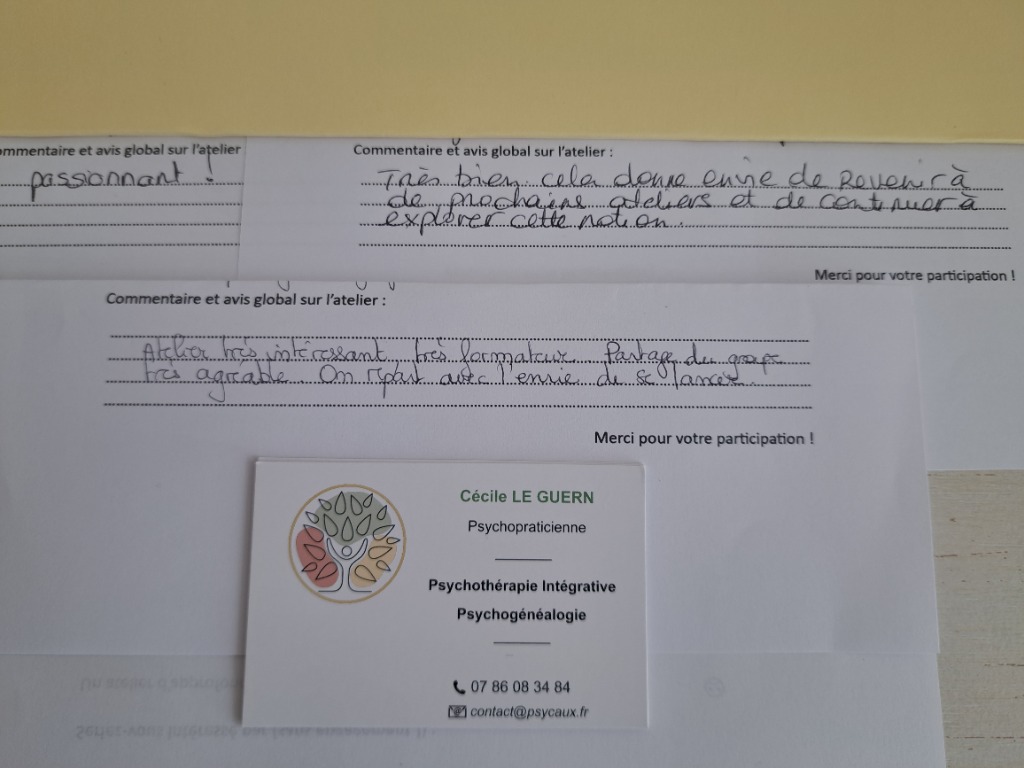 ommentaire et avis global sur l'atelier
passionnant !
Commentaire et avis global sur l'atelier :
Très bien. cela donne envie de Revenir à
de prochains ateliers et de continuer à
explorer cette notion.
Merci pour votre participation !
Commentaire et avis global sur l'atelier :
Atelier très intéressant, très formateur. Partage du groupe
très agréable. On repart avec l'envie de se lancer.
Merci pour votre participation !
Cécile LE GUERN
Psychopraticienne
Psychothérapie Intégrative
Psychogénéalogie
07 86 08 34 84
contact@psycaux.fr